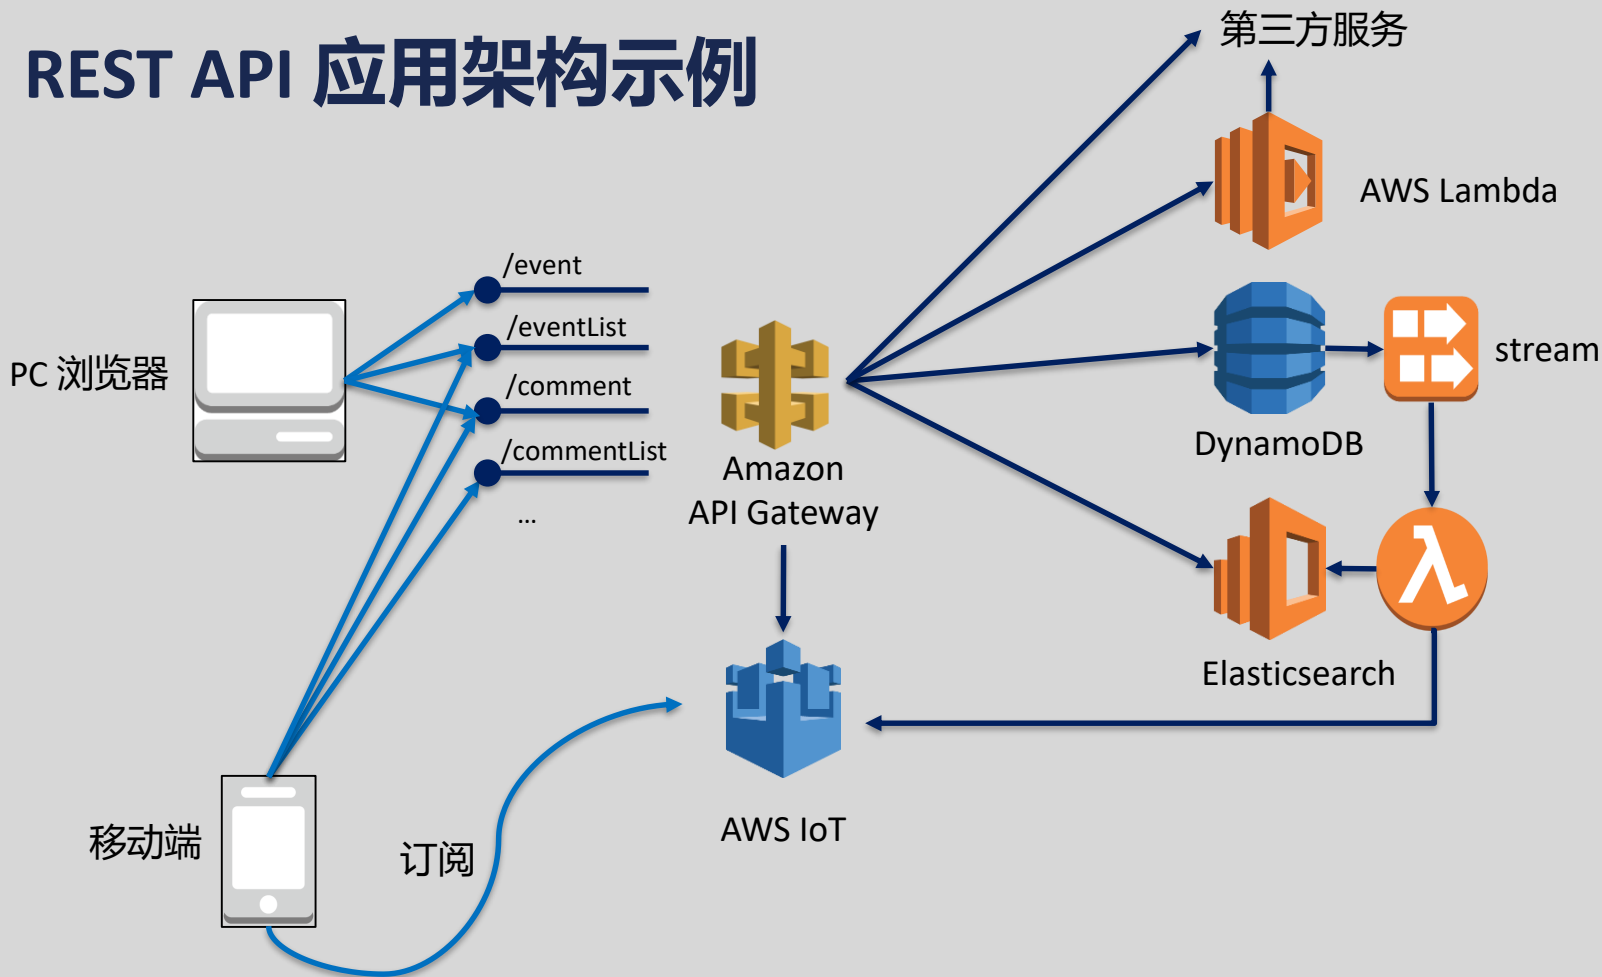 REST API 应用架构示例
第三方服务
AWS Lambda
/event
/eventList
/comment
/commentList
...
PC 浏览器
Amazon
API Gateway
DynamoDB
stream
Elasticsearch
AWS IoT
移动端
订阅